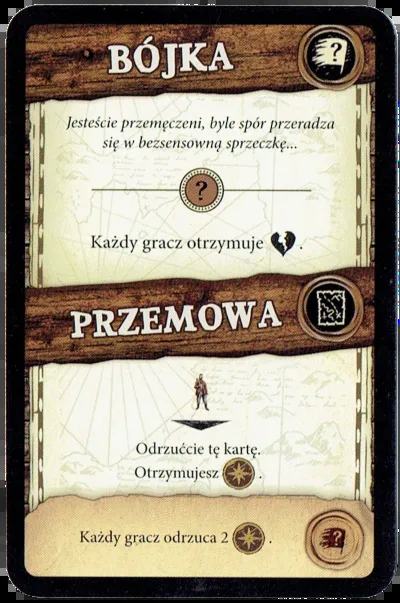 BÓJKA
?
Jesteście przemęczeni, byle spór przeradza
się w bezsensowną sprzeczkę...
?
Każdy gracz otrzymuje .
PRZEMOWA
Odrzućcie tę kartę.
Otrzymujesz .
Każdy gracz odrzuca 2 .
?